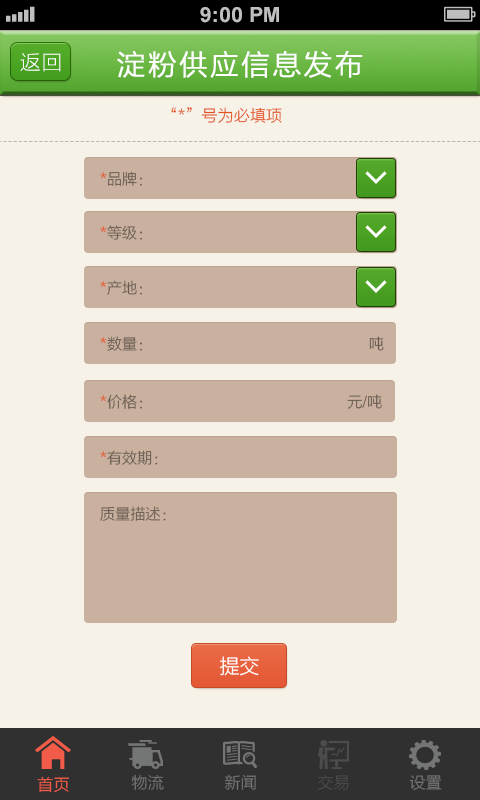 9:00 PM
返回
淀粉供应信息发布
“*”号为必填项
*品牌：
*等级：
*产地：
*数量： 吨
*价格： 元/吨
*有效期：
质量描述：
提交
首页 物流 新闻 交易 设置